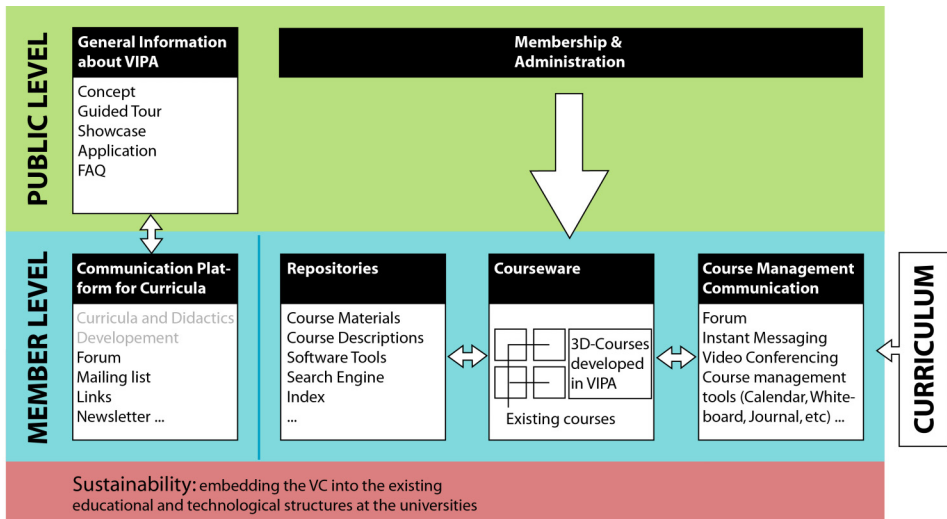 PUBLIC LEVEL
General Information
about VIPA
Concept
Guided Tour
Showcase
Application
FAQ
Membership &
Administration
MEMBER LEVEL
Communication Plat-
form for Curricula
Curricula and Didactics
Developement
Forum
Mailing list
Links
Newsletter ...
Repositories
Course Materials
Course Descriptions
Software Tools
Search Engine
Index
...
Courseware
3D-Courses
developed
in VIPA
Existing courses
Course Management
Communication
Forum
Instant Messaging
Video Conferencing
Course management
tools (Calendar, White-
board, Journal, etc) ...
CURRICULUM
Sustainability: embedding the VC into the existing
educational and technological structures at the universities